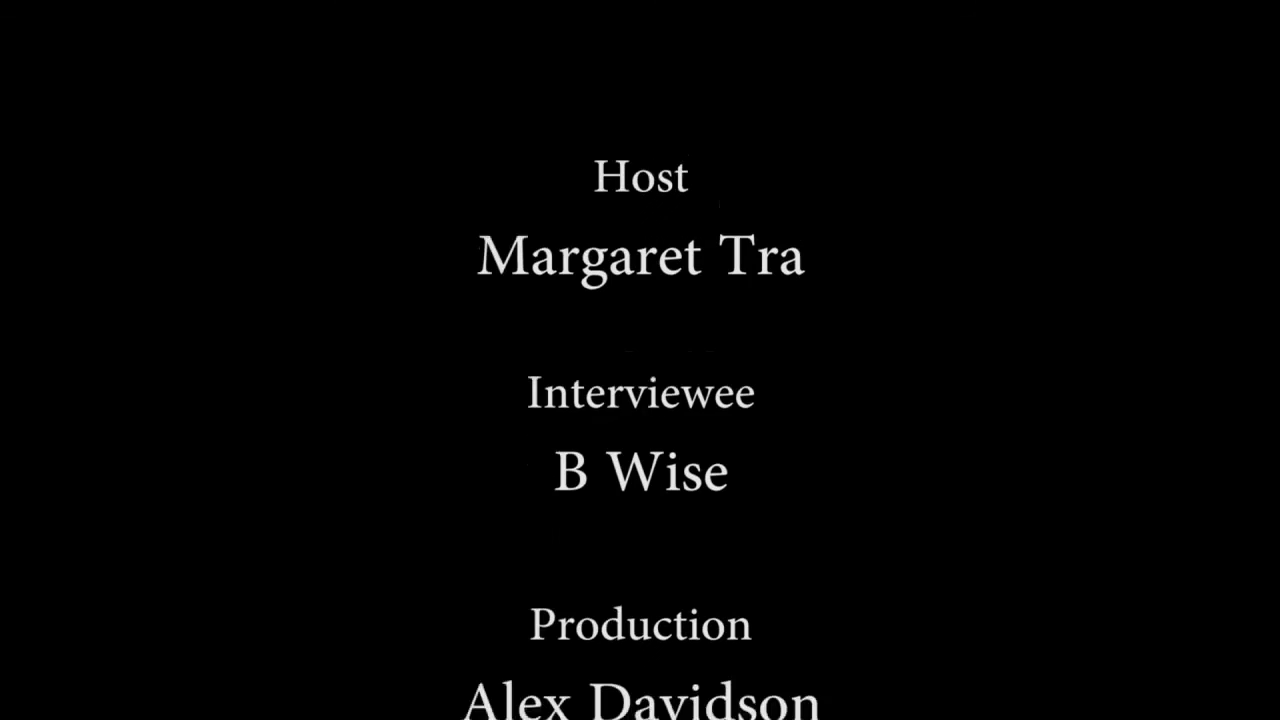 Host
Margaret Tra
Interviewee
B Wise
Production
Alex Davidson